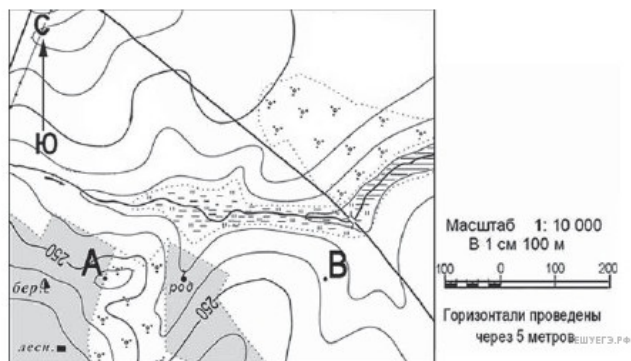 С
Ю
Масштаб 1: 10 000
В 1 см 100 м
250
А
В
род
бер.
250
100 0 100 200
лесн.
Горизонтали проведены
через 5 метров
РЕШУЕГЭ.РФ